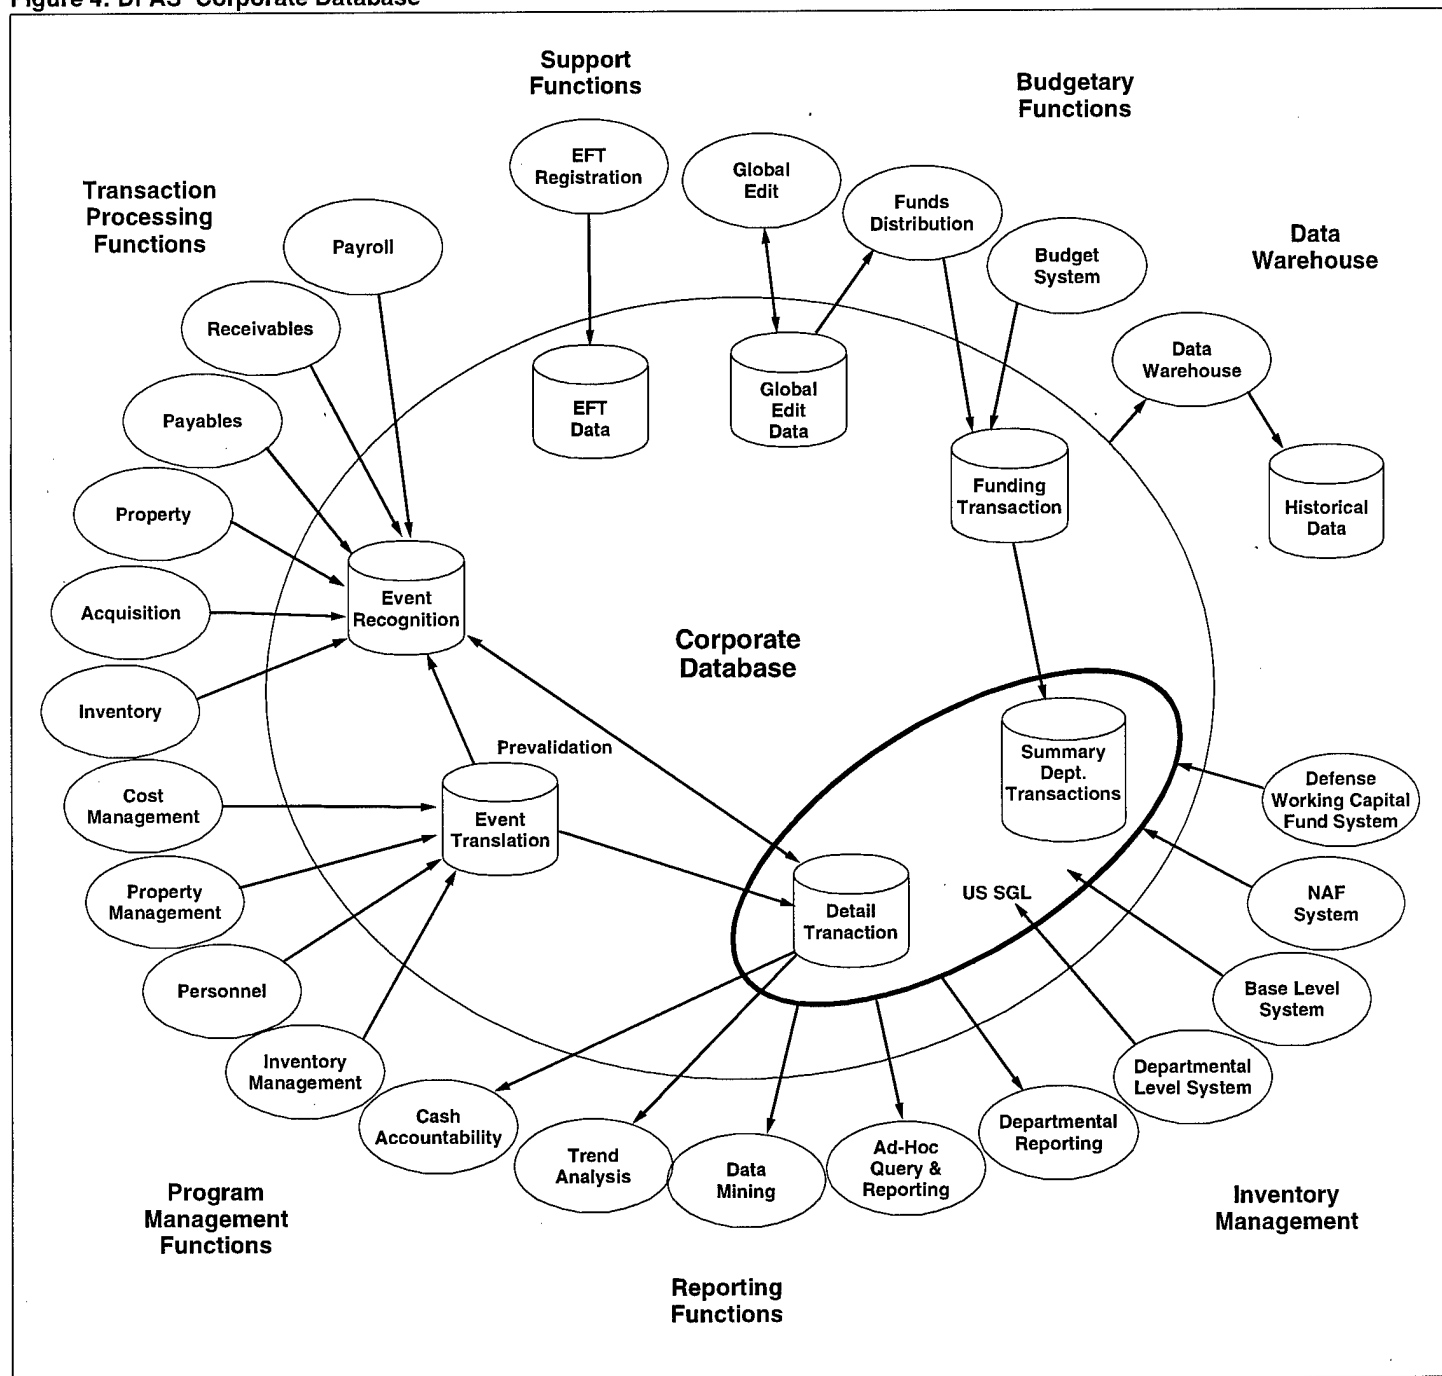 Figure 4: DFAS' Corporate Database
Support
Functions
Budgetary
Functions
EFT
Registration
Global
Edit
Funds
Distribution
Transaction
Processing
Functions
Payroll
Budget
System
Data
Warehouse
Receivables
Data
Warehouse
EFT
Data
Global
Edit
Data
Payables
Funding
Transaction
Historical
Data
Property
Event
Recognition
Acquisition
Corporate
Database
Inventory
Prevalidation
Summary
Dept.
Transactions
Defense
Working Capital
Fund System
Cost
Management
Event
Translation
Property
Management
US SGL
NAF
System
Detail
Tranaction
Personnel
Base Level
System
Inventory
Management
Departmental
Level System
Cash
Accountability
Trend
Analysis
Data
Mining
Ad-Hoc
Query &
Reporting
Departmental
Reporting
Program
Management
Functions
Inventory
Management
Reporting
Functions